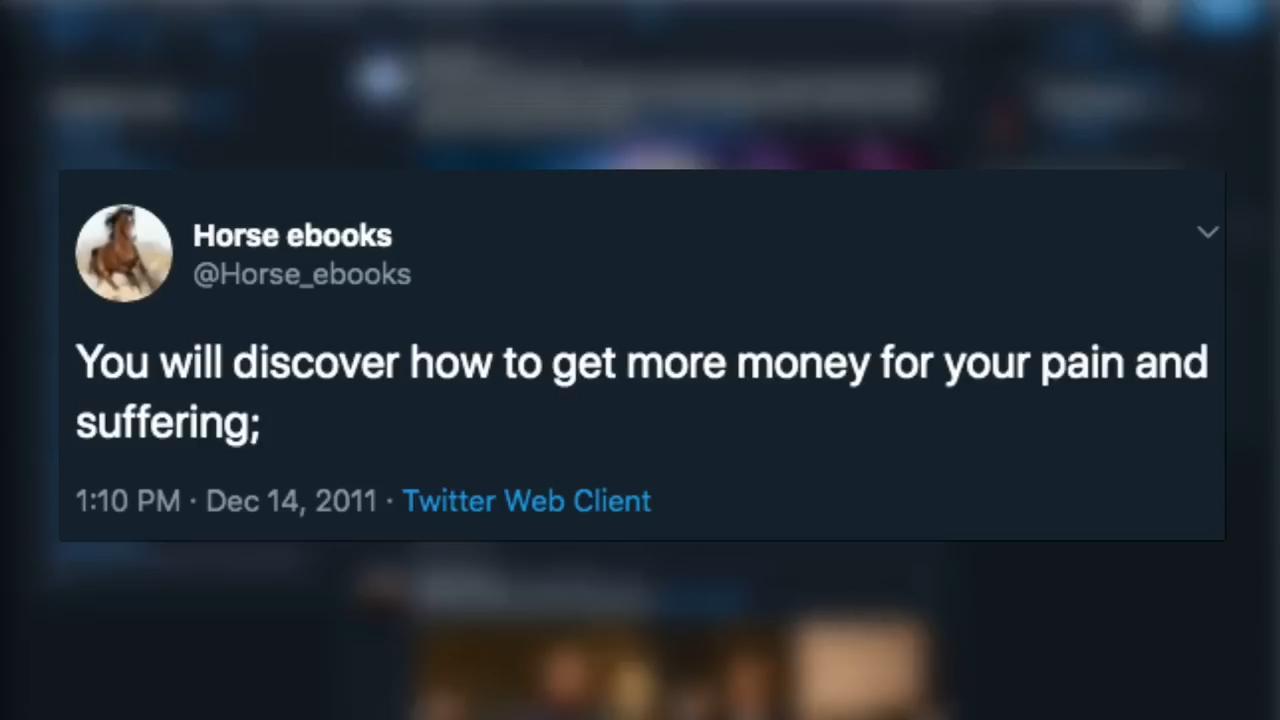 Horse ebooks
@Horse_ebooks
You will discover how to get more money for your pain and
suffering;
1:10 PM · Dec 14, 2011 · Twitter Web Client